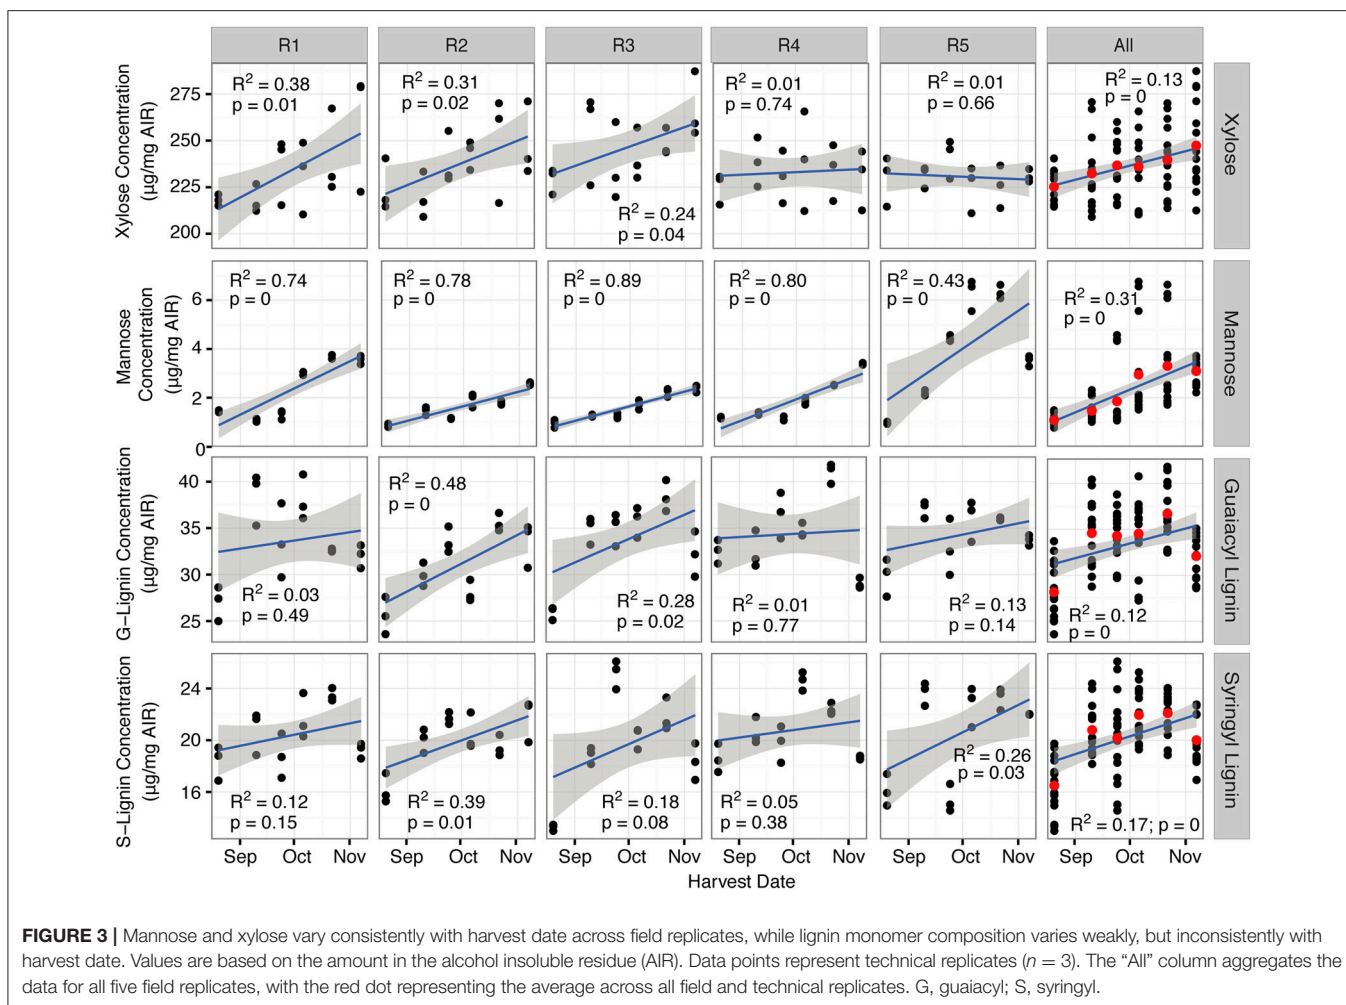 R1 R2 R3 R4 R5 All
Xylose Concentration
(µg/mg AIR)
275
250
225
200
R² = 0.38
p = 0.01
R² = 0.31
p = 0.02
R² = 0.24
p = 0.04
R² = 0.01
p = 0.74
R² = 0.01
p = 0.66
R² = 0.13
p = 0
Xylose
Mannose
Concentration
(µg/mg AIR)
6
4
2
0
R² = 0.74
p = 0
R² = 0.78
p = 0
R² = 0.89
p = 0
R² = 0.80
p = 0
R² = 0.43
p = 0
R² = 0.31
p = 0
Mannose
G–Lignin Concentration
(µg/mg AIR)
40
35
30
25
R² = 0.03
p = 0.49
R² = 0.48
p = 0
R² = 0.28
p = 0.02
R² = 0.01
p = 0.77
R² = 0.13
p = 0.14
R² = 0.12
p = 0
Guaiacyl Lignin
S–Lignin Concentration
(µg/mg AIR)
24
20
16
R² = 0.12
p = 0.15
R² = 0.39
p = 0.01
R² = 0.18
p = 0.08
R² = 0.05
p = 0.38
R² = 0.26
p = 0.03
R² = 0.17; p = 0
Syringyl Lignin
Sep Oct Nov Sep Oct Nov Sep Oct Nov Sep Oct Nov Sep Oct Nov Sep Oct Nov
Harvest Date
FIGURE 3 | Mannose and xylose vary consistently with harvest date across field replicates, while lignin monomer composition varies weakly, but inconsistently with
harvest date. Values are based on the amount in the alcohol insoluble residue (AIR). Data points represent technical replicates (n = 3). The “All” column aggregates the
data for all five field replicates, with the red dot representing the average across all field and technical replicates. G, guaiacyl; S, syringyl.